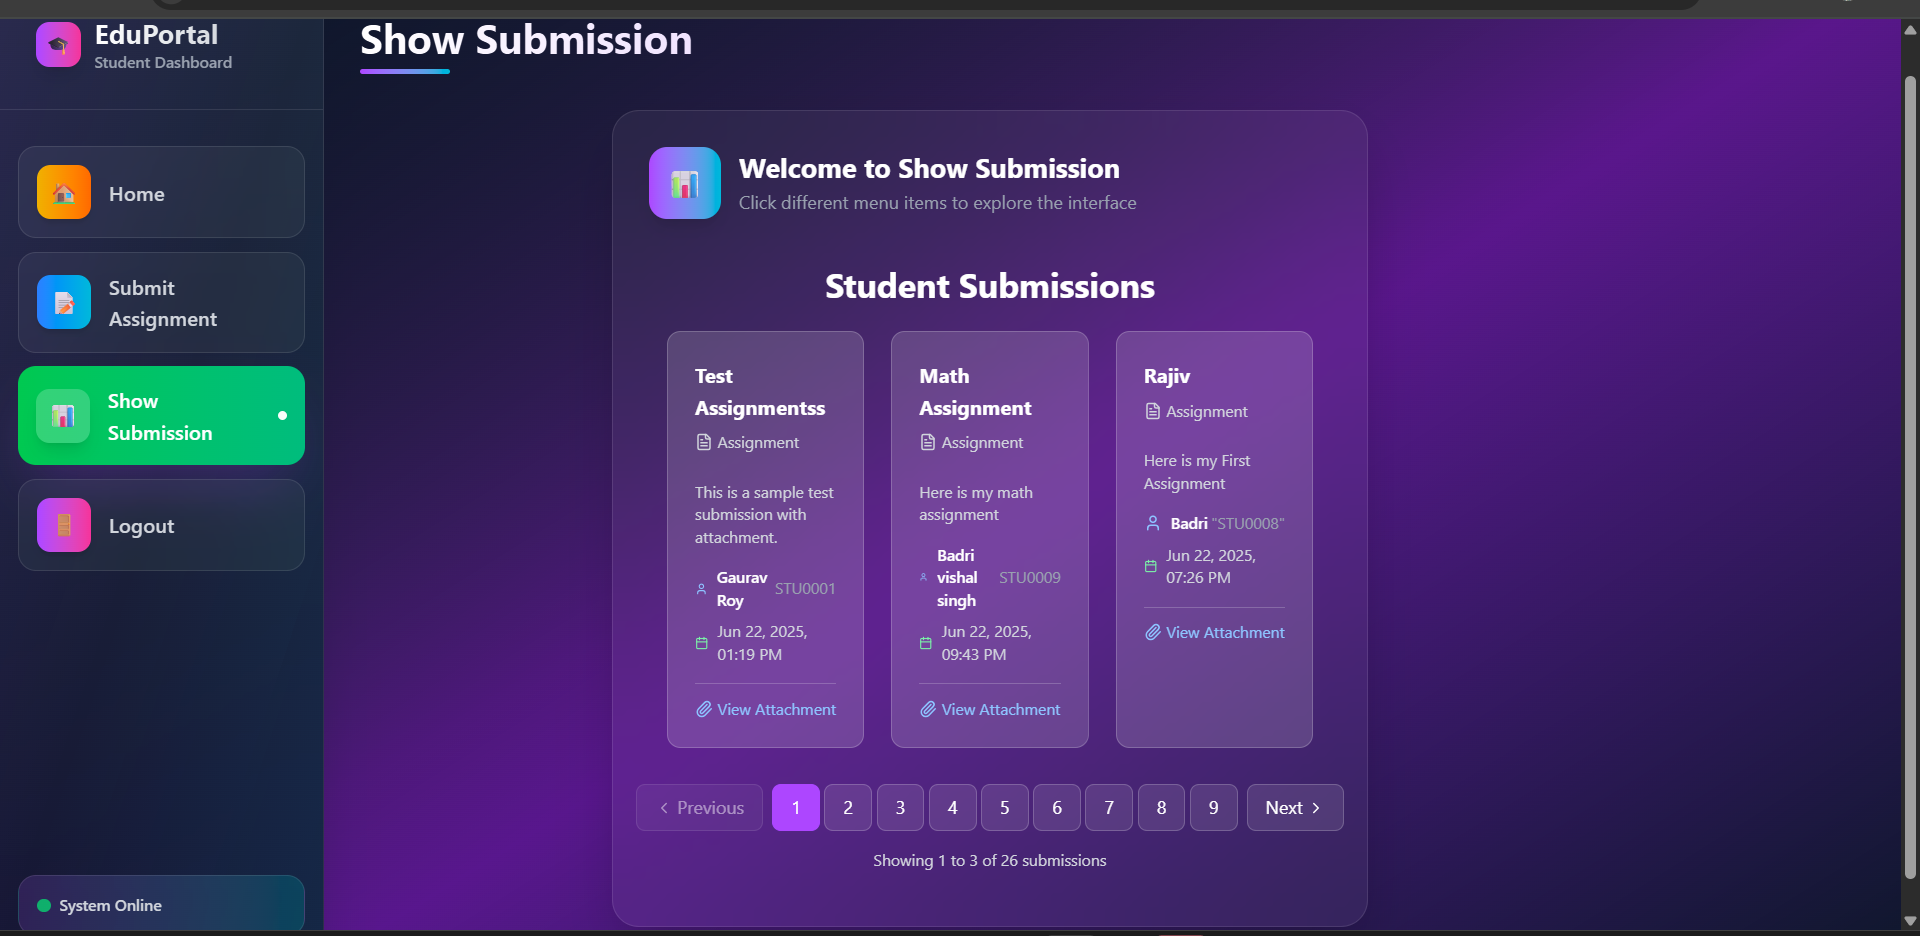 EduPortal
Student Dashboard
Home
Submit
Assignment
Show
Submission
Logout
System Online
Show Submission
Welcome to Show Submission
Click different menu items to explore the interface
Student Submissions
Test
Assignmentss
Assignment
This is a sample test
submission with
attachment.
Gaurav
Roy
STU0001
Jun 22, 2025,
01:19 PM
View Attachment
Math
Assignment
Assignment
Here is my math
assignment
Badri
vishal
singh
STU0009
Jun 22, 2025,
09:43 PM
View Attachment
Rajiv
Assignment
Here is my First
Assignment
Badri "STU0008"
Jun 22, 2025,
07:26 PM
View Attachment
Previous 1 2 3 4 5 6 7 8 9 Next
Showing 1 to 3 of 26 submissions